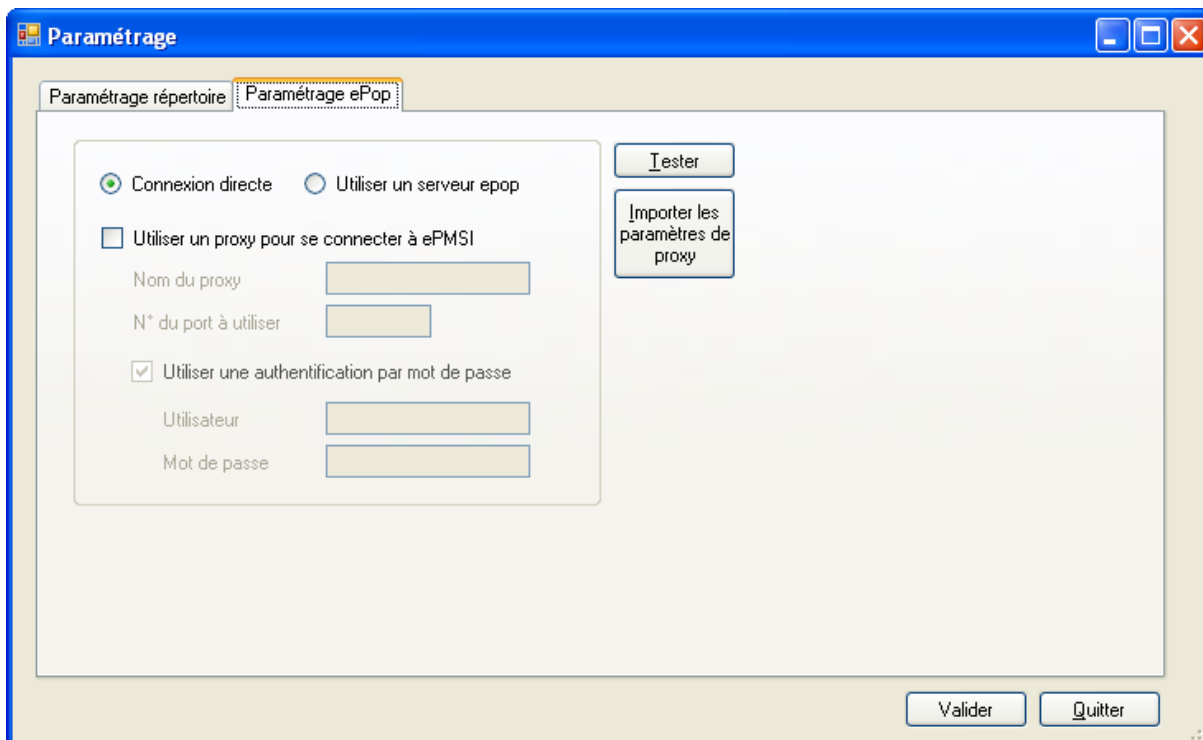 Paramétrage
Paramétrage répertoire
Paramétrage ePop
Connexion directe
Utiliser un serveur epop
Tester
Importer les
paramètres de
proxy
Utiliser un proxy pour se connecter à ePMSI
Nom du proxy
N° du port à utiliser
Utiliser une authentification par mot de passe
Utilisateur
Mot de passe
Valider
Quitter